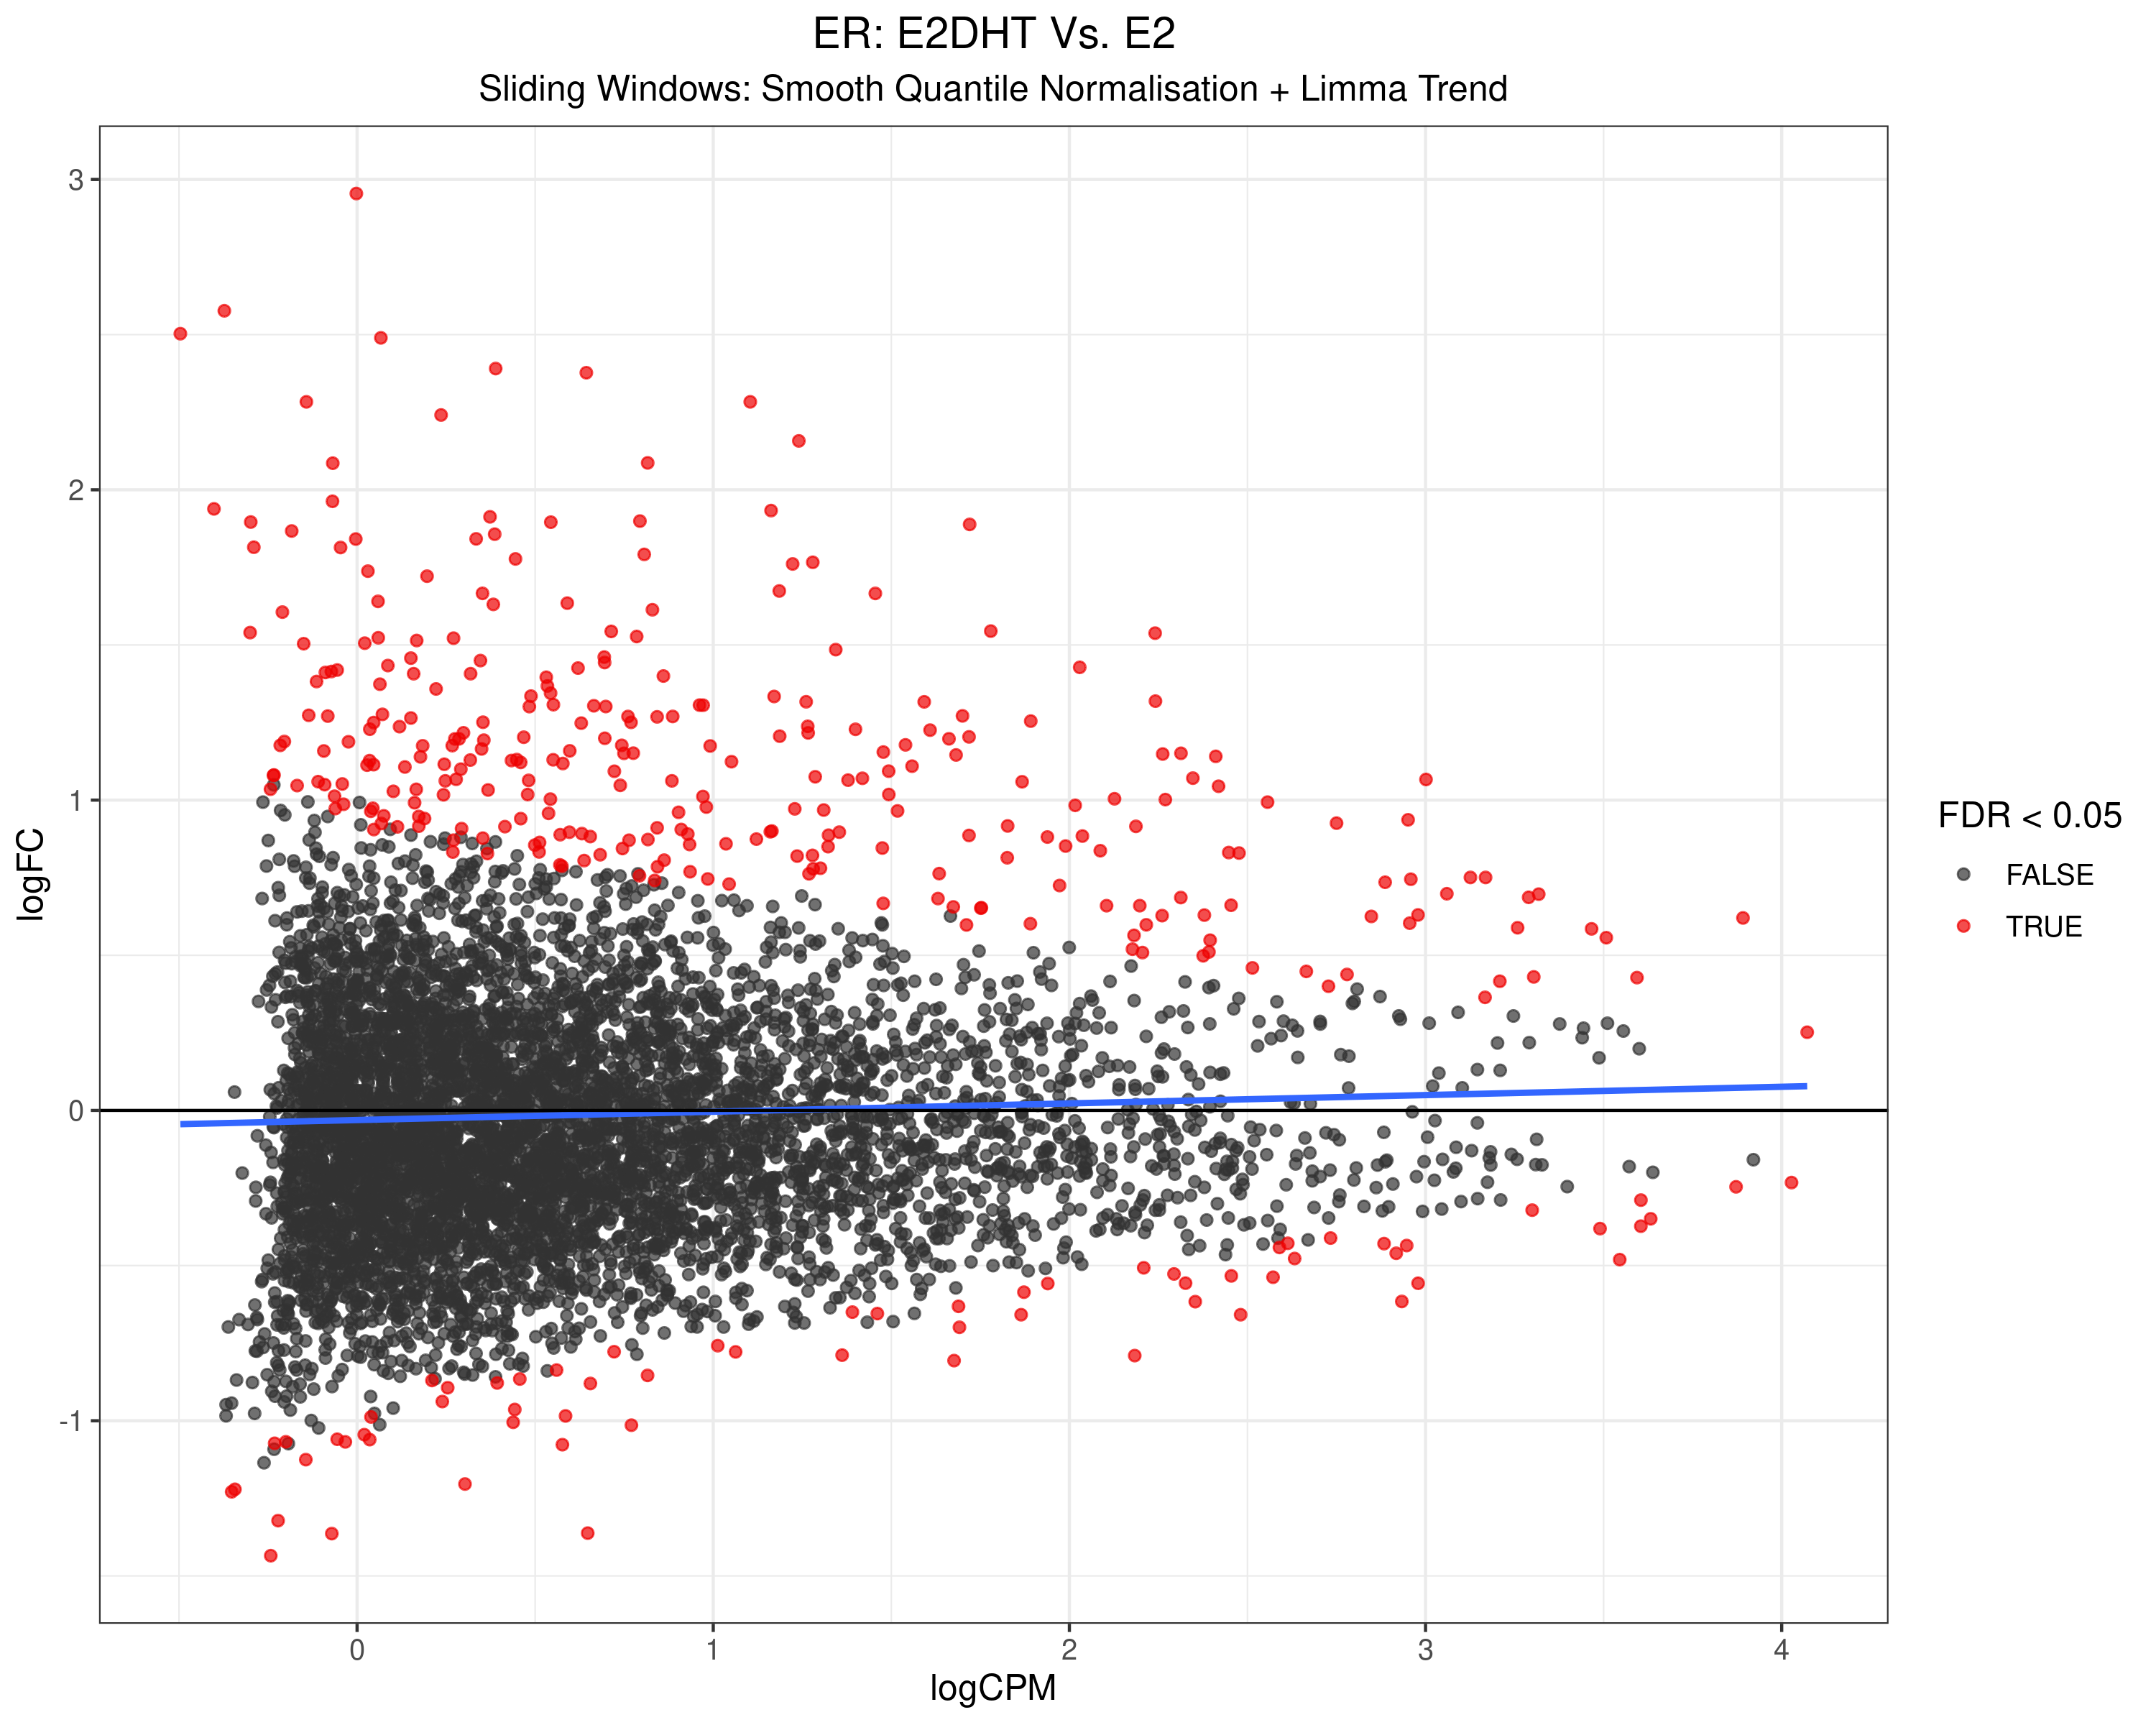 ER: E2DHT Vs. E2
Sliding Windows: Smooth Quantile Normalisation + Limma Trend
3
2
1
0
-1
logFC
0
1
2
3
4
logCPM
FDR < 0.05
FALSE
TRUE